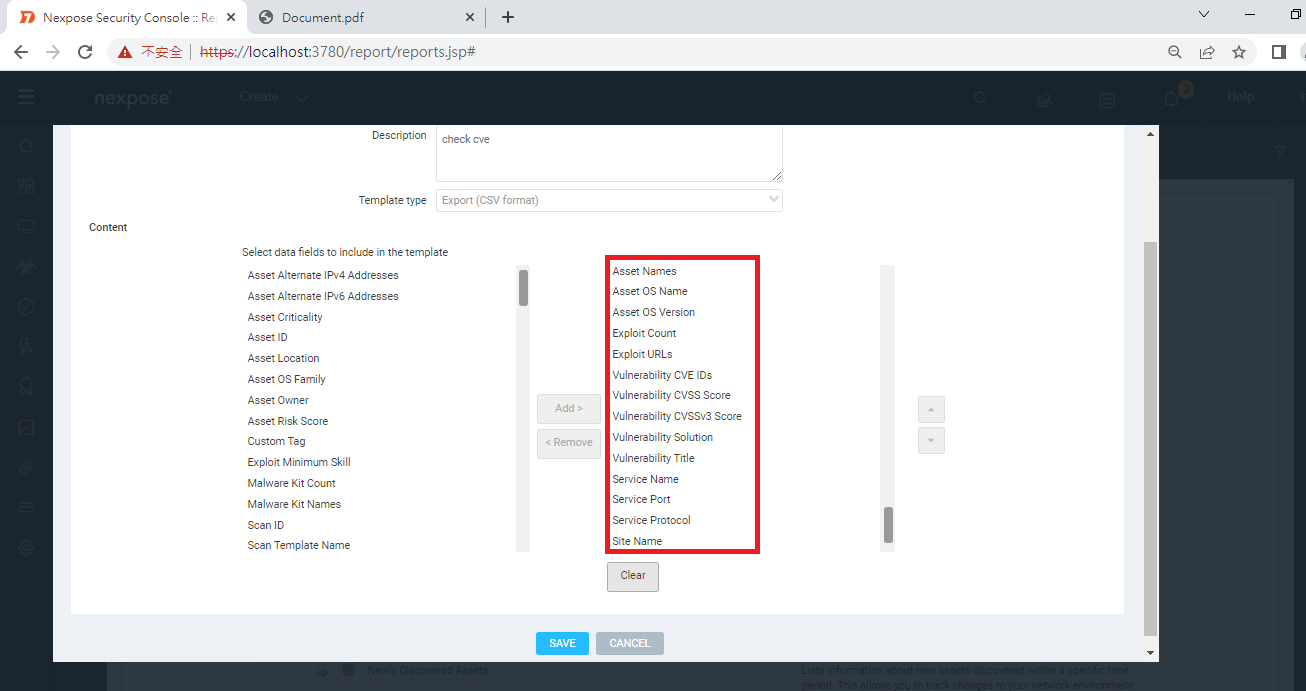 Nexpose Security Console :: Re
Document.pdf
不安全 https://localhost:3780/report/reports.jsp#
nexpose
Create
2
Help
Description
check cve
Template type
Export (CSV format)
Content
Select data fields to include in the template
Asset Alternate IPv4 Addresses
Asset Alternate IPv6 Addresses
Asset Criticality
Asset ID
Asset Location
Asset OS Family
Asset Owner
Asset Risk Score
Custom Tag
Exploit Minimum Skill
Malware Kit Count
Malware Kit Names
Scan ID
Scan Template Name
Add >
< Remove
Asset Names
Asset OS Name
Asset OS Version
Exploit Count
Exploit URLs
Vulnerability CVE IDs
Vulnerability CVSS Score
Vulnerability CVSSv3 Score
Vulnerability Solution
Vulnerability Title
Service Name
Service Port
Service Protocol
Site Name
Clear
SAVE
CANCEL
Newly Discovered Assets
Lists information about new assets discovered within a specific time
period. This allows you to track changes to your network environment